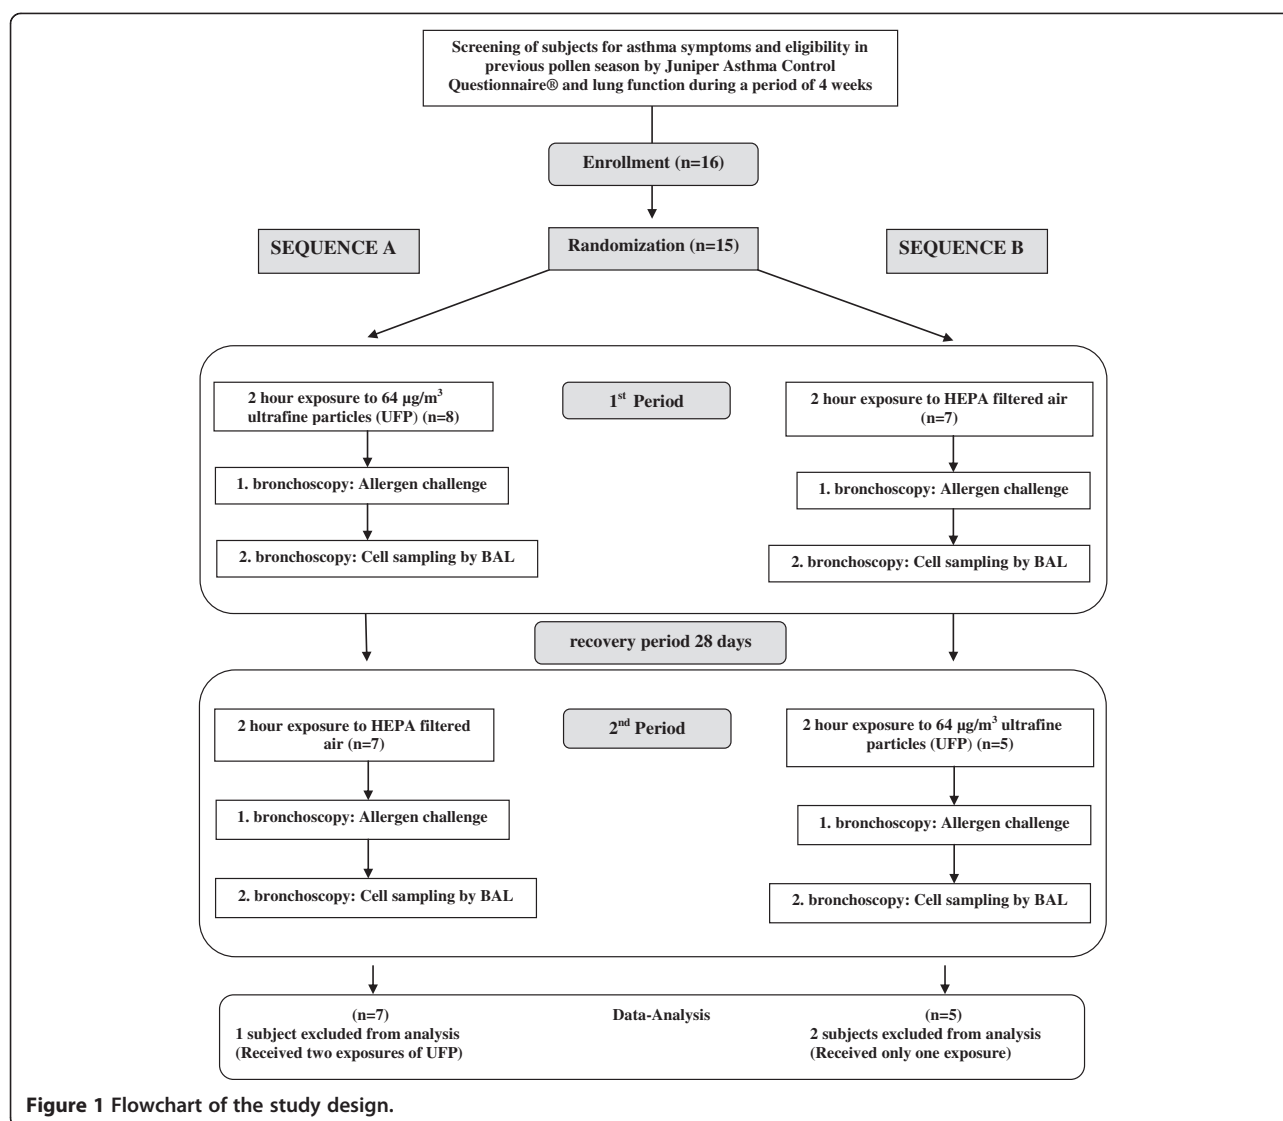 Screening of subjects for asthma symptoms and eligibility in
previous pollen season by Juniper Asthma Control
Questionnaire® and lung function during a period of 4 weeks
Enrollment (n=16)
SEQUENCE A
Randomization (n=15)
SEQUENCE B
1st Period
2 hour exposure to 64 µg/m³
ultrafine particles (UFP) (n=8)
1. bronchoscopy: Allergen challenge
2. bronchoscopy: Cell sampling by BAL
2 hour exposure to HEPA filtered air
(n=7)
1. bronchoscopy: Allergen challenge
2. bronchoscopy: Cell sampling by BAL
recovery period 28 days
2nd Period
2 hour exposure to HEPA filtered
air (n=7)
1. bronchoscopy: Allergen challenge
2. bronchoscopy: Cell sampling by BAL
2 hour exposure to 64 µg/m³ ultrafine
particles (UFP) (n=5)
1. bronchoscopy: Allergen challenge
2. bronchoscopy: Cell sampling by BAL
Data-Analysis
(n=7)
1 subject excluded from analysis
(Received two exposures of UFP)
(n=5)
2 subjects excluded from analysis
(Received only one exposure)
Figure 1 Flowchart of the study design.